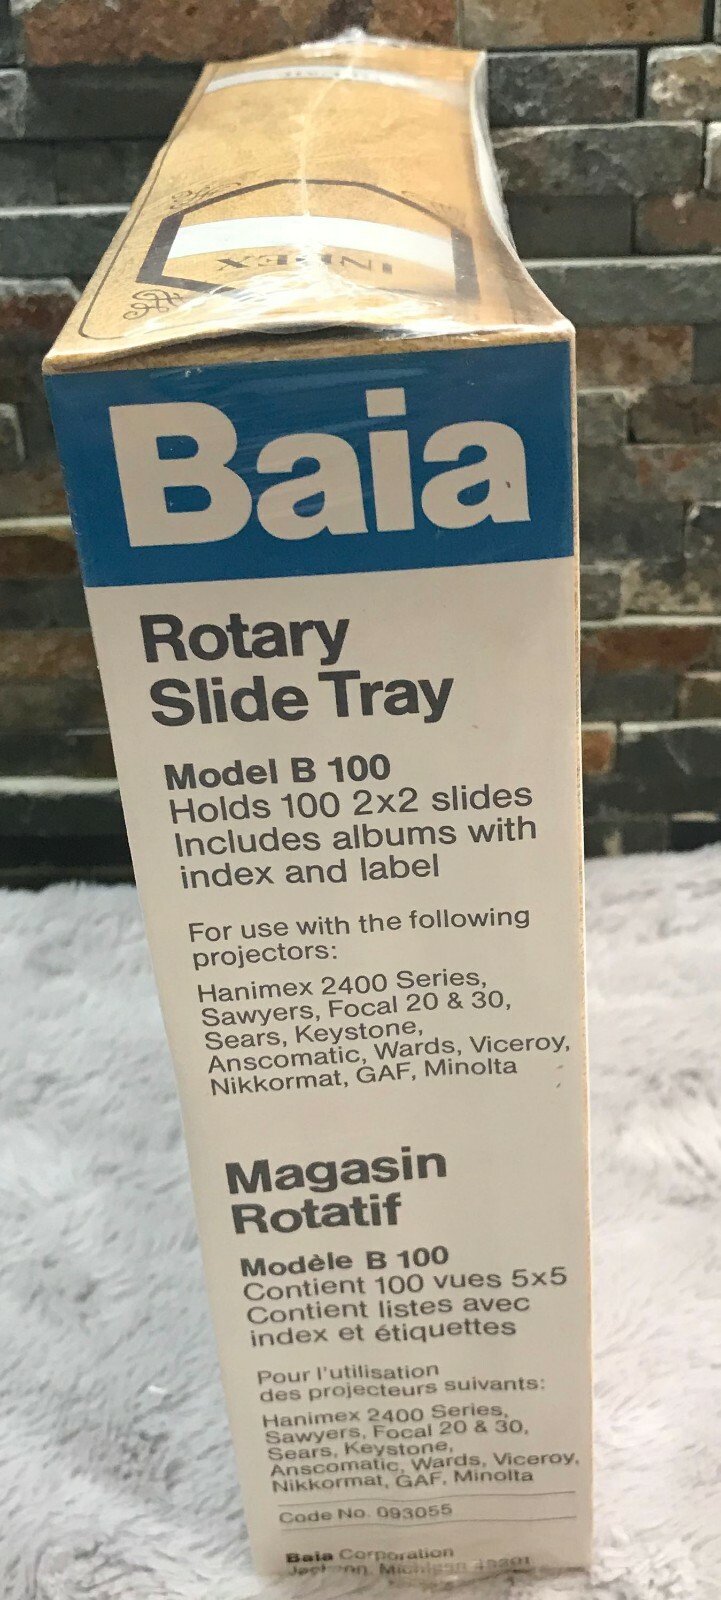 INDEX
Baia
Rotary
Slide Tray
Model B 100
Holds 100 2x2 slides
Includes albums with
index and label
For use with the following
projectors:
Hanimex 2400 Series,
Sawyers, Focal 20 & 30,
Sears, Keystone,
Anscomatic, Wards, Viceroy,
Nikkormat, GAF, Minolta
Magasin
Rotatif
Modèle B 100
Contient 100 vues 5x5
Contient listes avec
index et étiquettes
Pour l'utilisation
des projecteurs suivants:
Hanimex 2400 Series,
Sawyers, Focal 20 & 30,
Sears, Keystone,
Anscomatic, Wards, Viceroy,
Nikkormat, GAF, Minolta
Code No. 093055
Baia Corporation
Jackson, Michigan